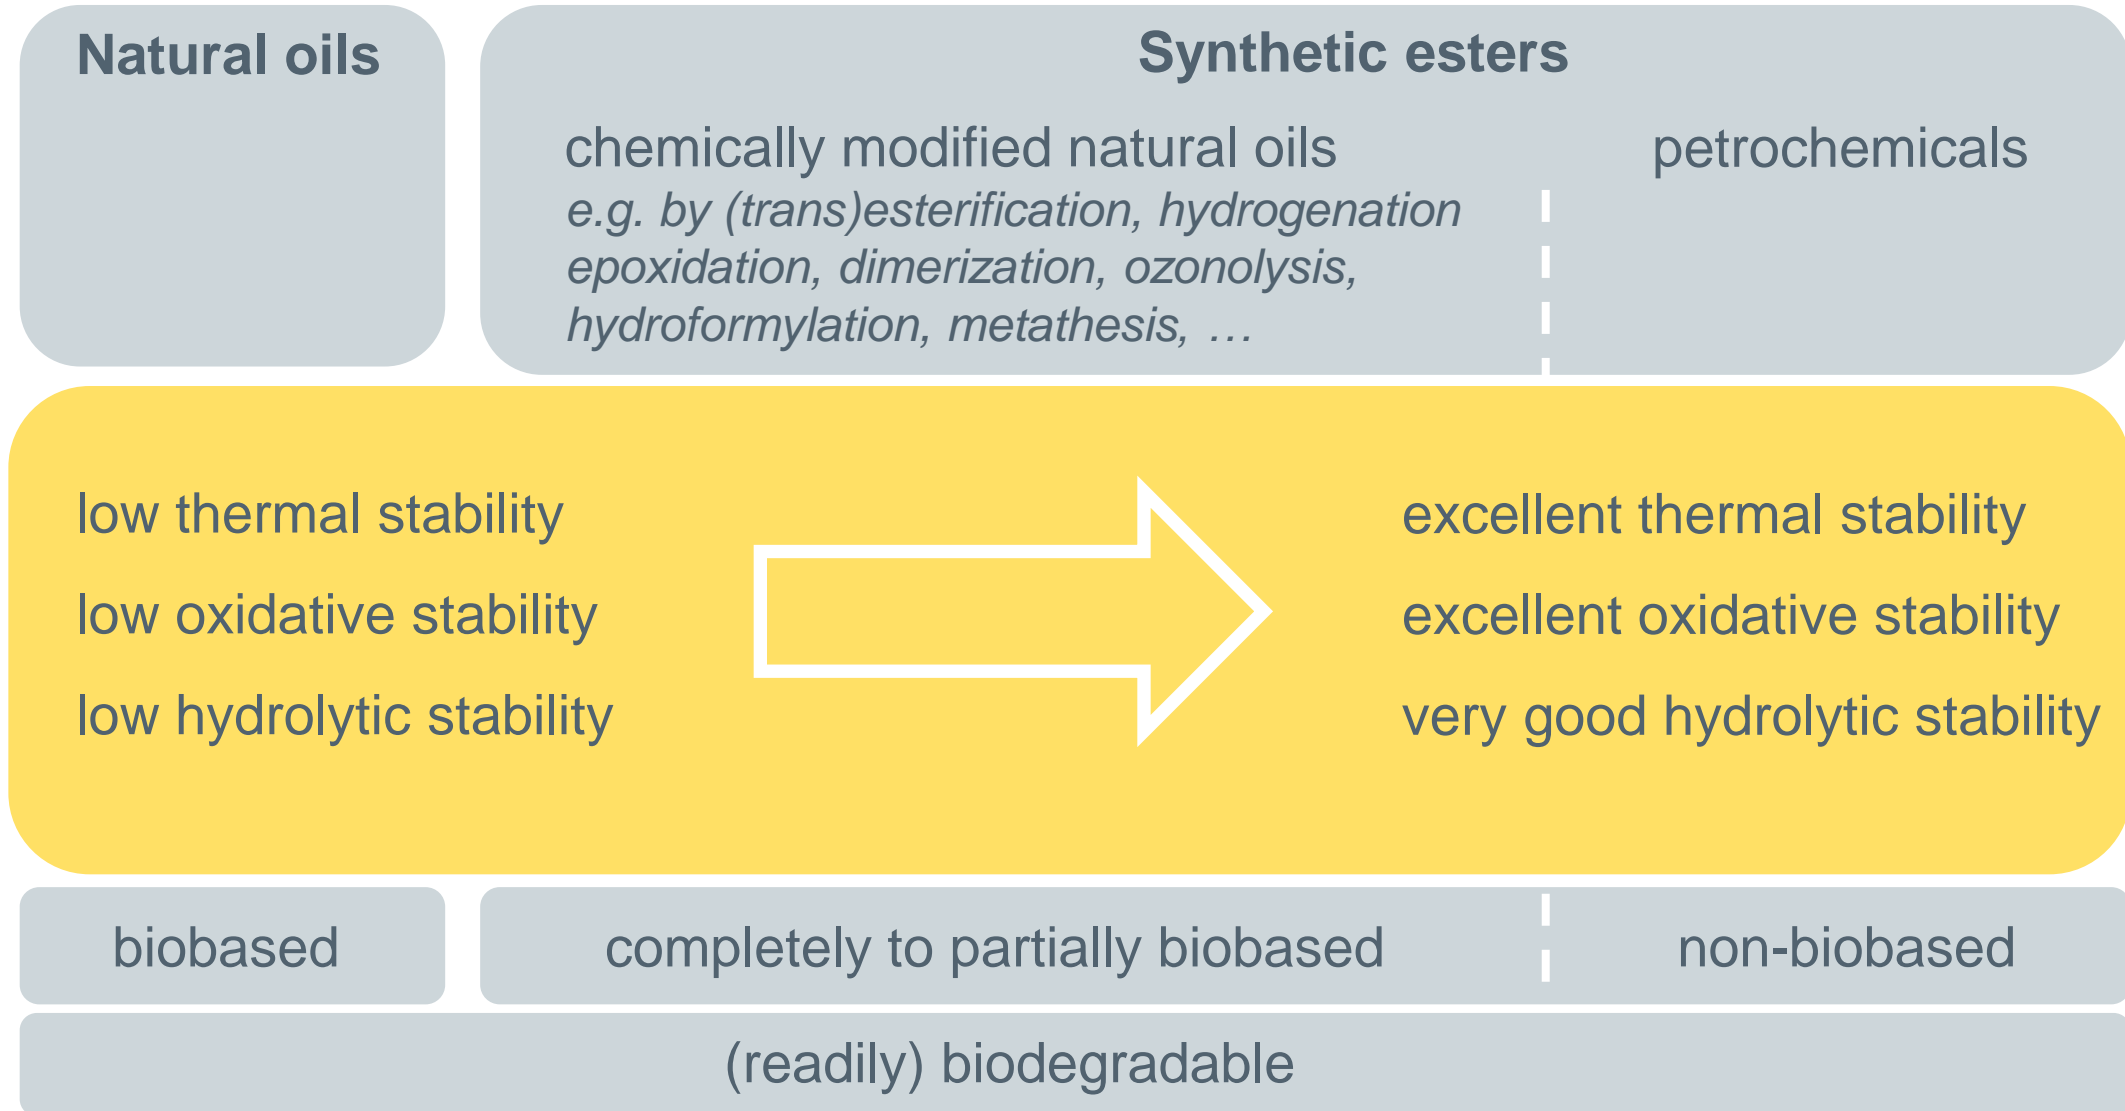 Natural oils
Synthetic esters
chemically modified natural oils
e.g. by (trans)esterification, hydrogenation
epoxidation, dimerization, ozonolysis,
hydroformylation, metathesis, …
petrochemicals
low thermal stability
low oxidative stability
low hydrolytic stability
excellent thermal stability
excellent oxidative stability
very good hydrolytic stability
biobased
completely to partially biobased
non-biobased
(readily) biodegradable